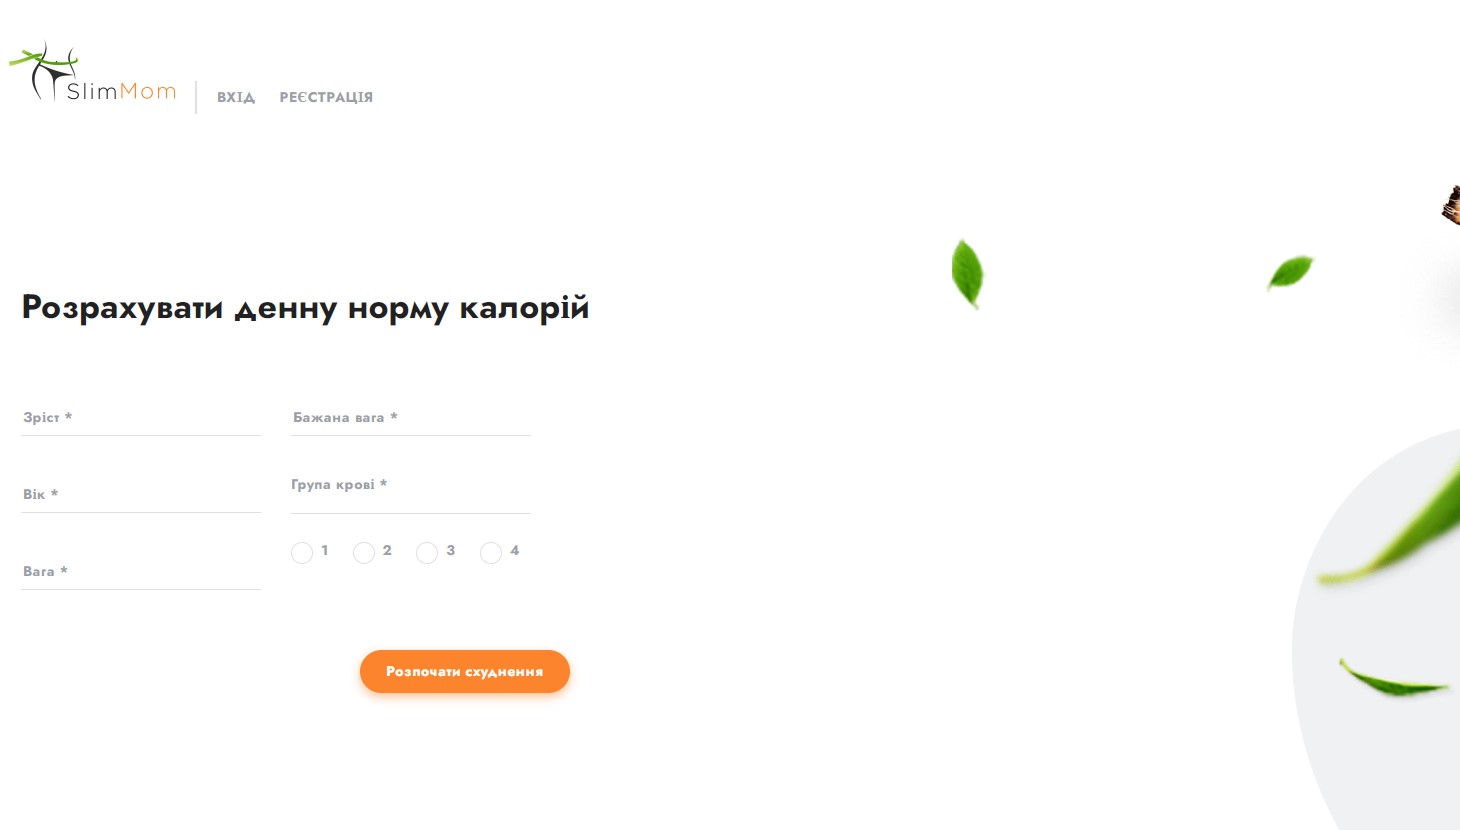 SlimMom
ВХІД РЕЄСТРАЦІЯ
Розрахувати денну норму калорій
Зріст * Бажана вага *
Вік * Група крові *
1 2 3 4
Вага *
Розпочати схуднення